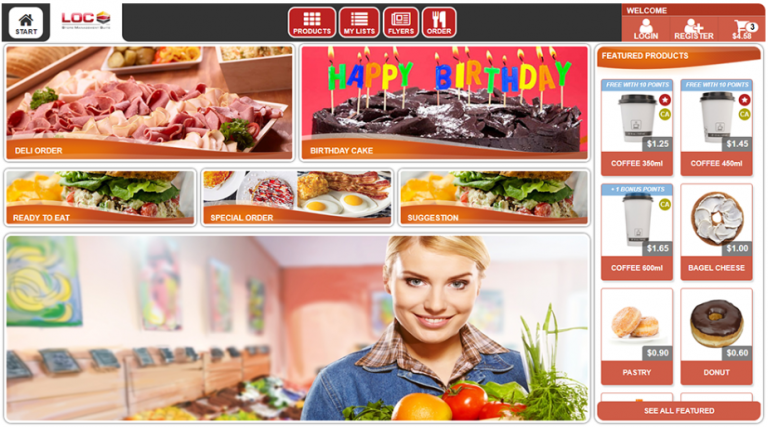 START
LOC
PRODUCTS
MY LISTS
FLYERS
ORDER
WELCOME
LOGIN
REGISTER
3
$4.58
DELI ORDER
HAPPY BIRTHDAY
BIRTHDAY CAKE
READY TO EAT
SPECIAL ORDER
SUGGESTION
FEATURED PRODUCTS
FREE WITH 10 POINTS
CA
$1.25
COFFEE 350ml
FREE WITH 10 POINTS
CA
$1.45
COFFEE 450ml
+ 1 BONUS POINTS
CA
$1.65
COFFEE 600ml
$1.00
BAGEL CHEESE
$0.90
PASTRY
$0.60
DONUT
SEE ALL FEATURED